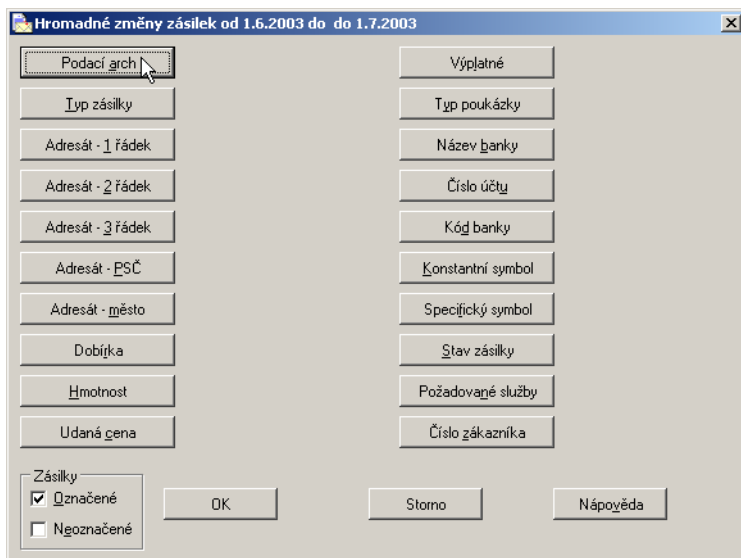 Hromadné změny zásilek od 1.6.2003 do  do 1.7.2003
Podací arch
Typ zásilky
Adresát - 1 řádek
Adresát - 2 řádek
Adresát - 3 řádek
Adresát - PSČ
Adresát - město
Dobírka
Hmotnost
Udaná cena
Výplatné
Typ poukázky
Název banky
Číslo účtu
Kód banky
Konstantní symbol
Specifický symbol
Stav zásilky
Požadované služby
Číslo zákazníka
Zásilky
Označené
Neoznačené
OK
Storno
Nápověda